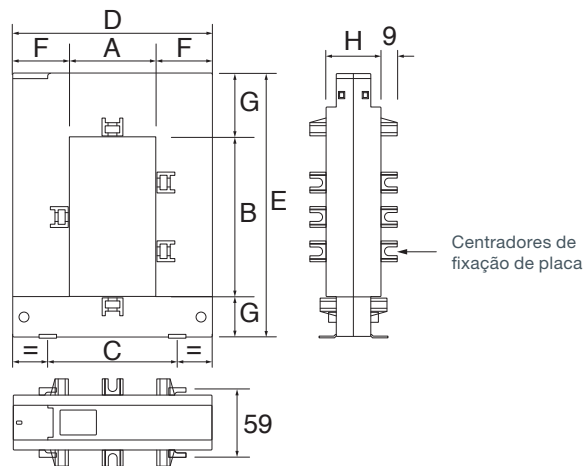 D
F A F
H 9
G
B
E
G
= C =
Centradores de
fixação de placa
59